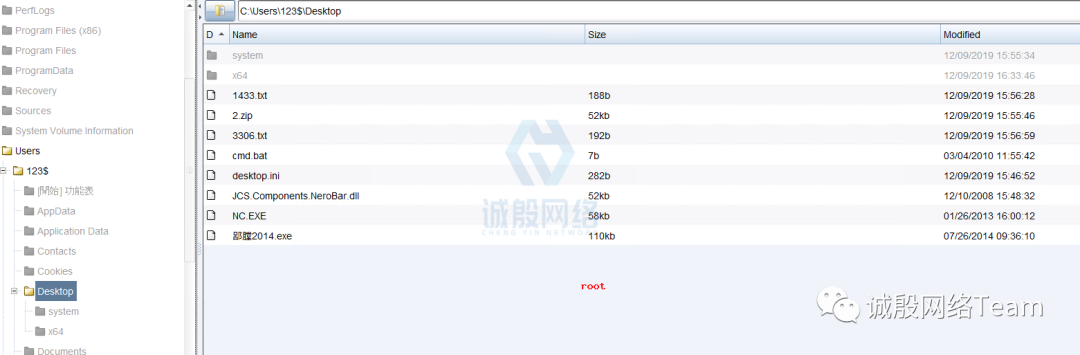 PerfLogs
Program Files (x86)
Program Files
ProgramData
Recovery
Sources
System Volume Information
Users
123$
[開始] 功能表
AppData
Application Data
Contacts
Cookies
Desktop
system
x64
Documents
C:\Users\123$\Desktop
D Name Size Modified
system 12/09/2019 15:55:34
x64 12/09/2019 16:33:46
1433.txt 188b 12/09/2019 15:56:28
2.zip 52kb 12/09/2019 15:55:46
3306.txt 192b 12/09/2019 15:56:59
cmd.bat 7b 03/04/2010 11:55:42
desktop.ini 282b 12/09/2019 15:46:52
JCS.Components.NeroBar.dll 52kb 12/10/2008 15:48:32
NC.EXE 58kb 01/26/2013 16:00:12
2014.exe 110kb 07/26/2014 09:36:10
诚殷网络
CHENG YIN NETWORK
root
诚殷网络Team